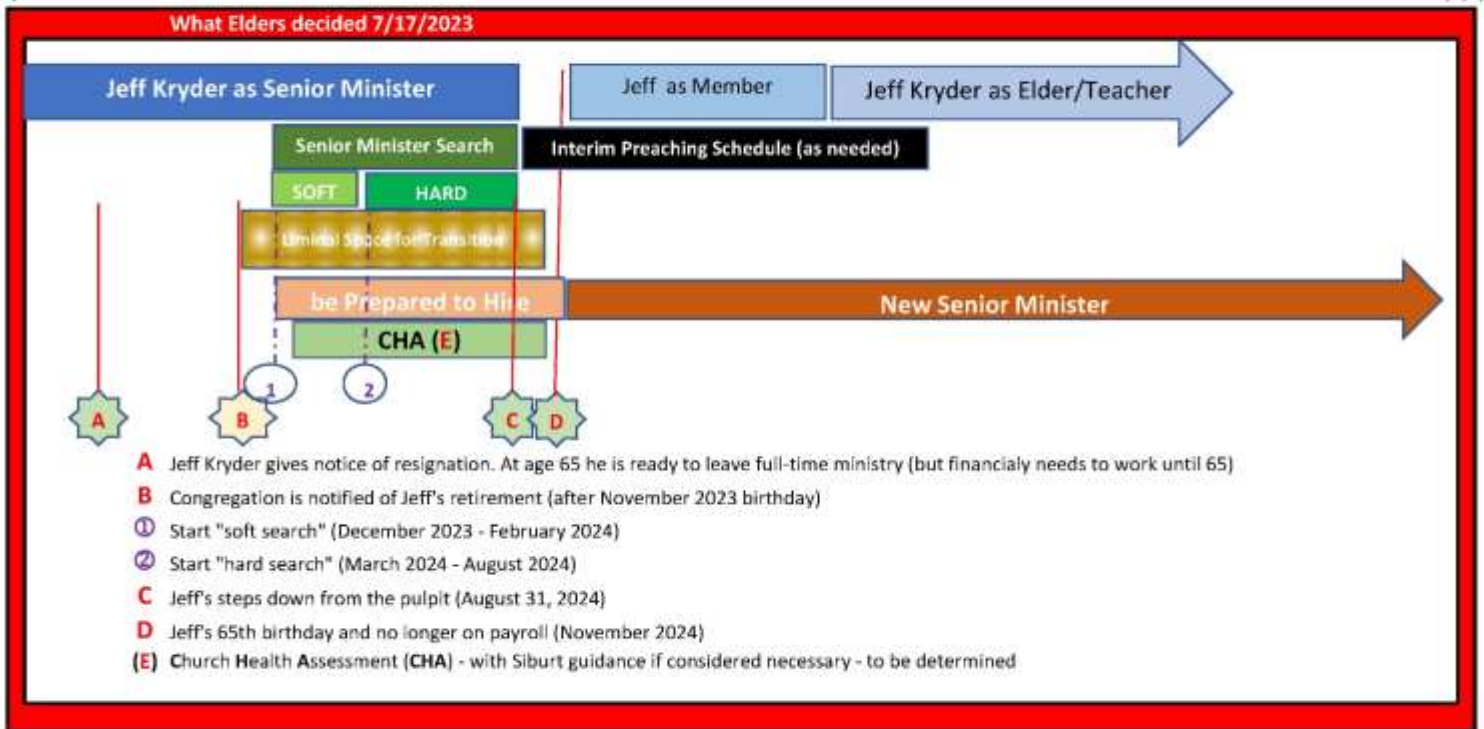 What Elders decided 7/17/2023
Jeff Kryder as Senior Minister
Jeff as Member
Jeff Kryder as Elder/Teacher
Senior Minister Search
Interim Preaching Schedule (as needed)
SOFT
HARD
Liminal Space for Transition
be Prepared to Hire
New Senior Minister
CHA (E)
1
2
A
B
C
D
A Jeff Kryder gives notice of resignation. At age 65 he is ready to leave full-time ministry (but financialy needs to work until 65)
B Congregation is notified of Jeff's retirement (after November 2023 birthday)
① Start "soft search" (December 2023 - February 2024)
② Start "hard search" (March 2024 - August 2024)
C Jeff's steps down from the pulpit (August 31, 2024)
D Jeff's 65th birthday and no longer on payroll (November 2024)
(E) Church Health Assessment (CHA) - with Siburt guidance if considered necessary - to be determined